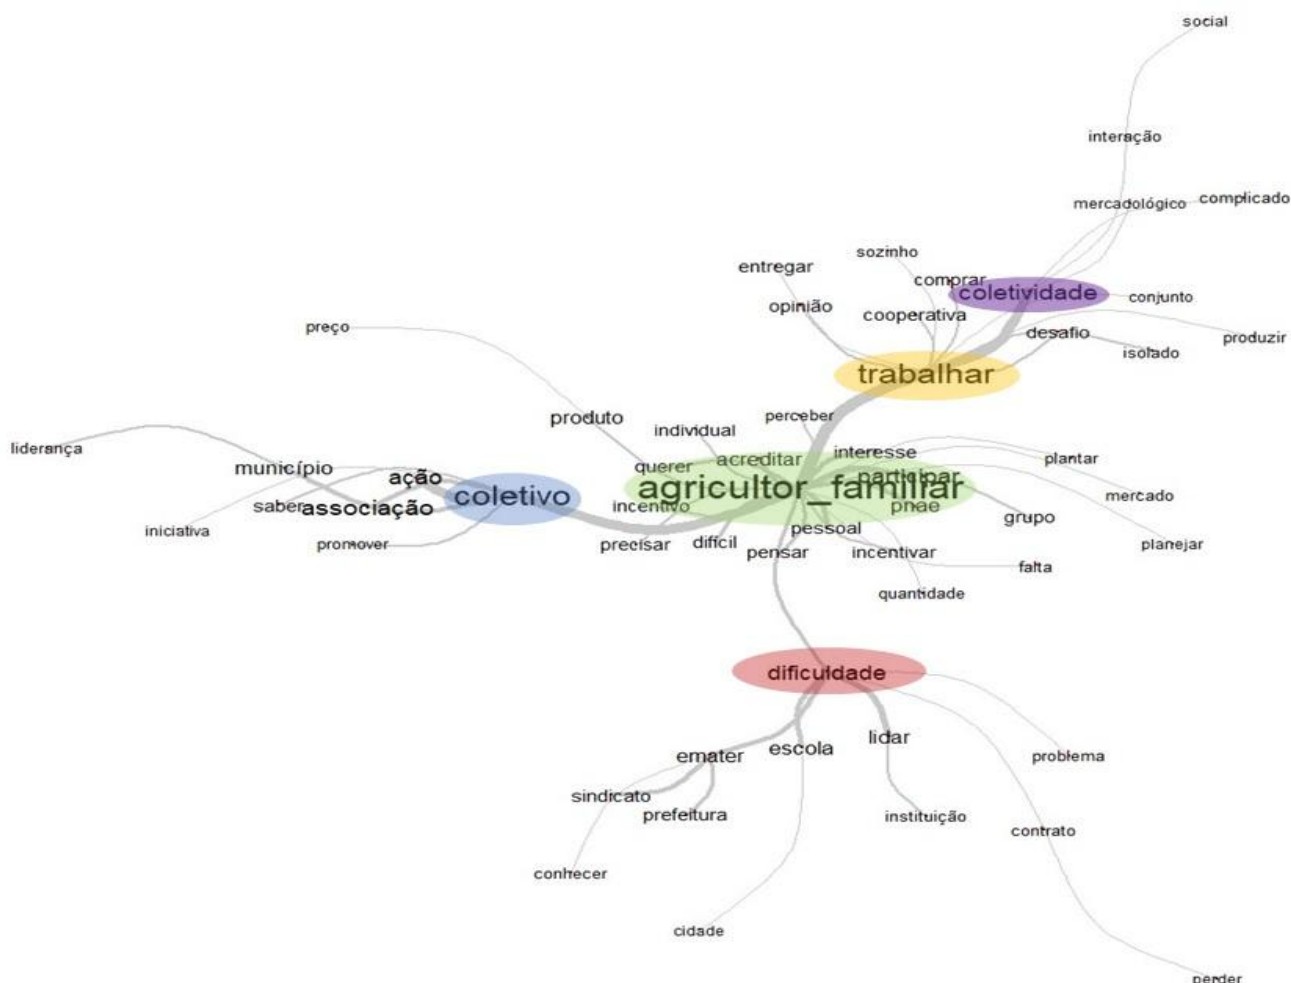 social
interação
mercadológico
complicado
sozinho
entregar
comprar
coletividade
conjunto
opinião
cooperativa
preço
desafio
produzir
isolado
trabalhar
produto
perceber
individual
liderança
interesse
acreditar
plantar
município
querer
ação
participar
agricultor_familiar
coletivo
mercado
saber
associação
incentivo
pnae
grupo
iniciativa
pessoal
promover
precisar
difícil
pensar
incentivar
planejar
falta
quantidade
dificuldade
lidar
escola
emater
problema
sindicato
prefeitura
instituição
contrato
conhecer
cidade
perder